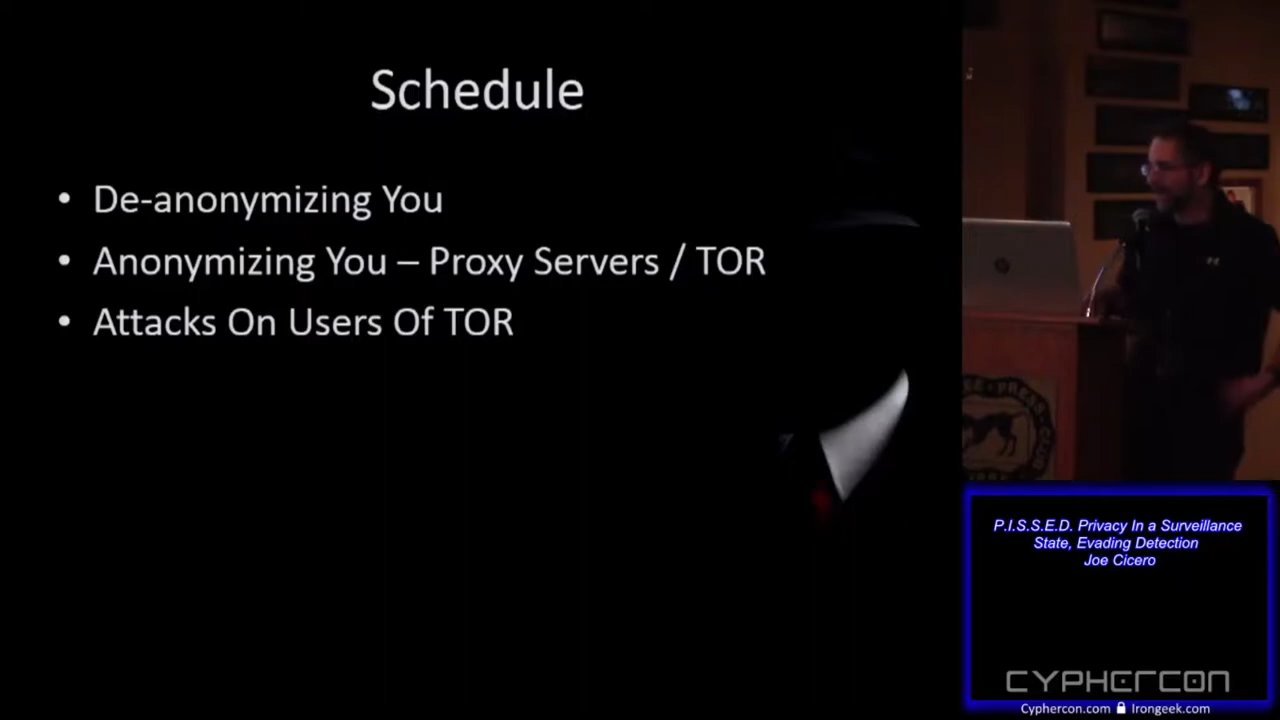 Schedule
• De-anonymizing You
• Anonymizing You – Proxy Servers / TOR
• Attacks On Users Of TOR
P.I.S.S.E.D. Privacy In a Surveillance
State, Evading Detection
Joe Cicero
CYPHERCON
Cyphercon.com Irongeek.com